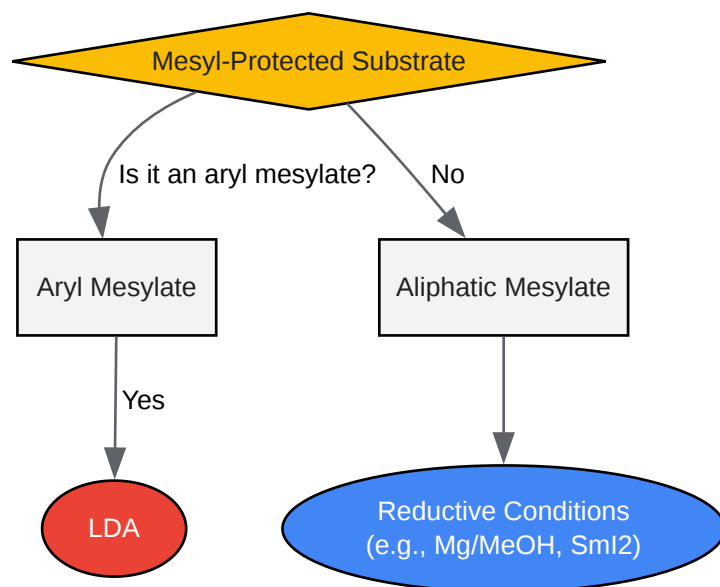 Mesyl-Protected Substrate
Is it an aryl mesylate?
No
Aryl Mesylate
Aliphatic Mesylate
Yes
LDA
Reductive Conditions
(e.g., Mg/MeOH, SmI2)